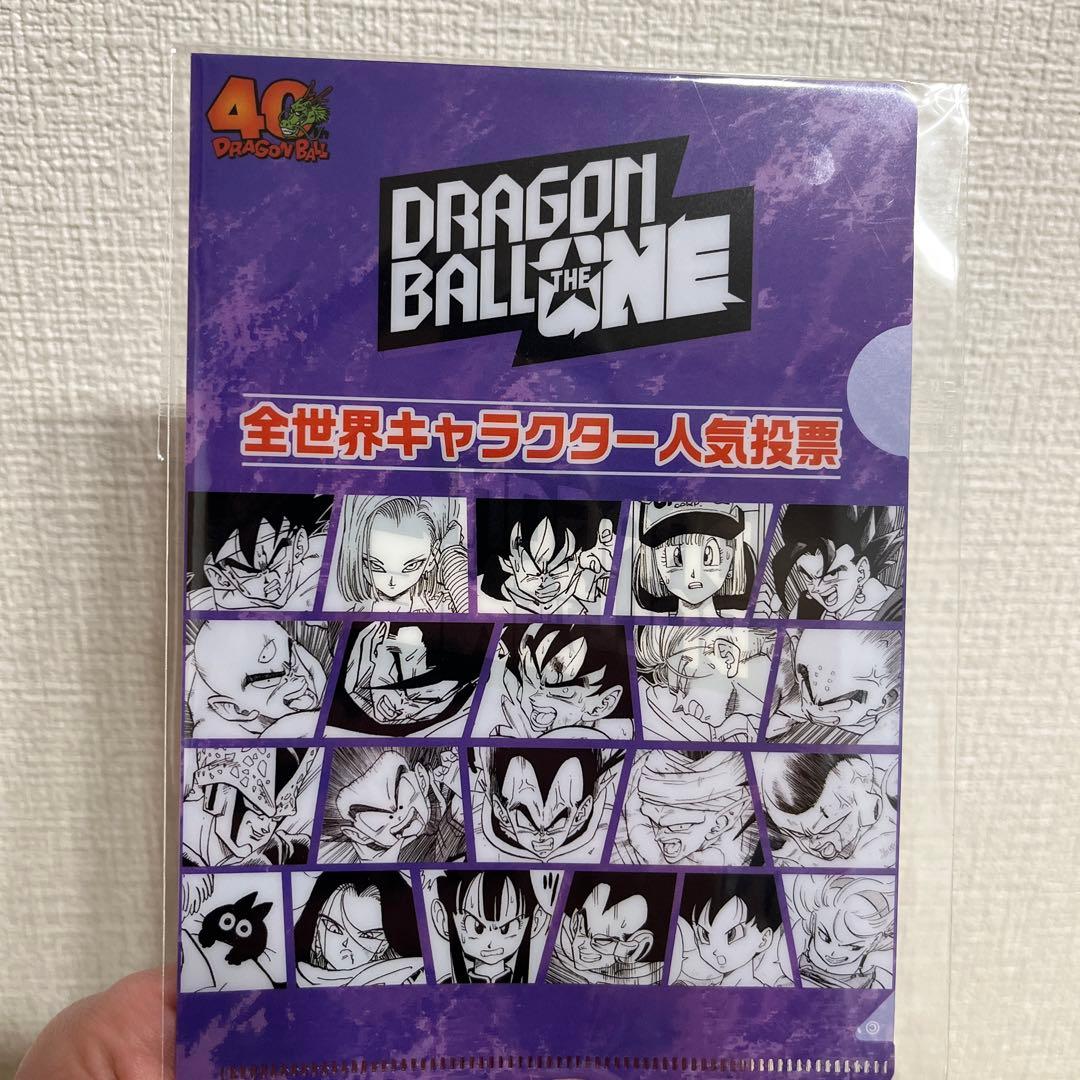 40th
DRAGON BALL
DRAGON
BALL THE ONE
全世界キャラクター人気投票
CORP.